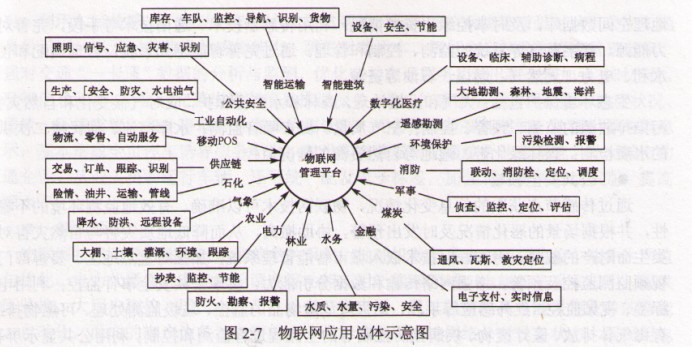 库存、车队、监控、导航、识别、货物
设备、安全、节能
照明、信号、应急、灾害、识别
设备、临床、辅助诊断、病程
生产、[安全、防灾、水电油气
大地勘测、森林、地震、海洋
智能运输
智能建筑
公共安全
数字化医疗
工业自动化
遥感勘测
移动POS
环境保护
物流、零售、自动服务
污染检测、报警
供应链
物联网
管理平台
消防
交易、订单、跟踪、识别
联动、消防栓、定位、调度
石化
军事
险情、油井、运输、管线
侦查、监控、定位、评估
气象
煤炭
降水、防洪、远程设备
农业
金融
电力
林业
水务
大棚、土壤、灌溉、环境、跟踪
通风、瓦斯、救灾定位
抄表、监控、节能
电子支付、实时信息
防火、勘察、报警
水质、水量、污染、安全
图 2-7 物联网应用总体示意图